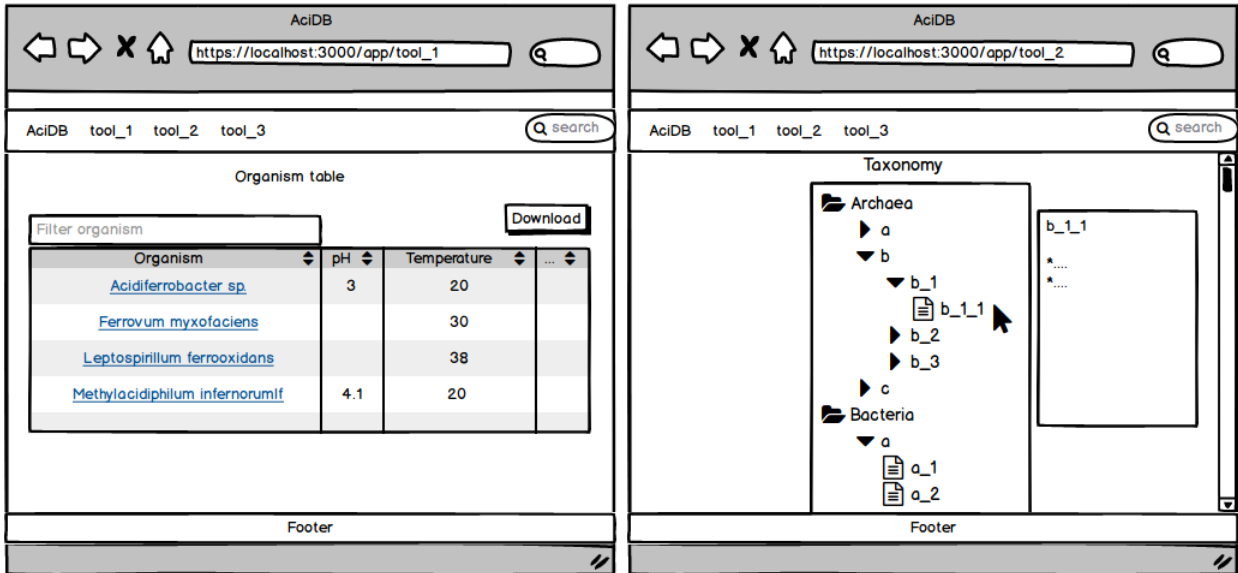 AciDB
https://localhost:3000/app/tool_1
AciDB tool_1 tool_2 tool_3 search
Organism table
Download
Filter organism
Organism pH Temperature ...
Acidiferrobacter sp. 3 20
Ferrovum myxofaciens 30
Leptospirillum ferrooxidans 38
Methylacidiphilum infernorumlf 4.1 20
Footer
AciDB
https://localhost:3000/app/tool_2
AciDB tool_1 tool_2 tool_3 search
Taxonomy
Archaea
a
b
b_1
b_1_1
b_2
b_3
c
Bacteria
a
a_1
a_2
b_1_1
*....
*....
Footer